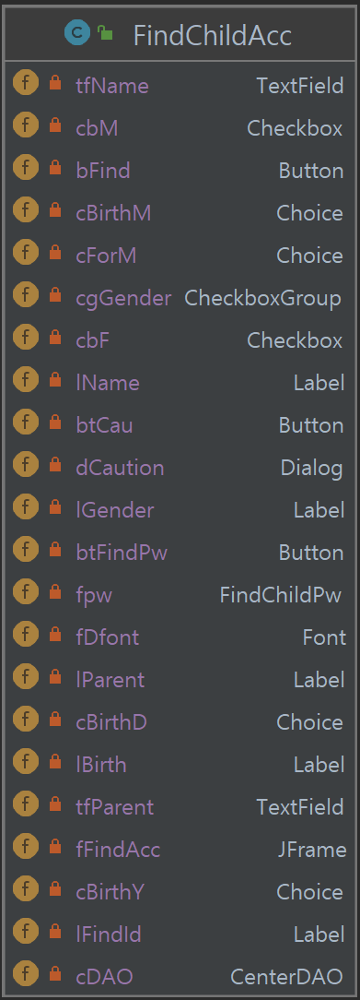 C FindChildAcc
f tfName TextField
f cbM Checkbox
f bFind Button
f cBirthM Choice
f cForM Choice
f cgGender CheckboxGroup
f cbF Checkbox
f lName Label
f btCau Button
f dCaution Dialog
f lGender Label
f btFindPw Button
f fpw FindChildPw
f fDfont Font
f lParent Label
f cBirthD Choice
f lBirth Label
f tfParent TextField
f fFindAcc JFrame
f cBirthY Choice
f lFindId Label
f cDAO CenterDAO